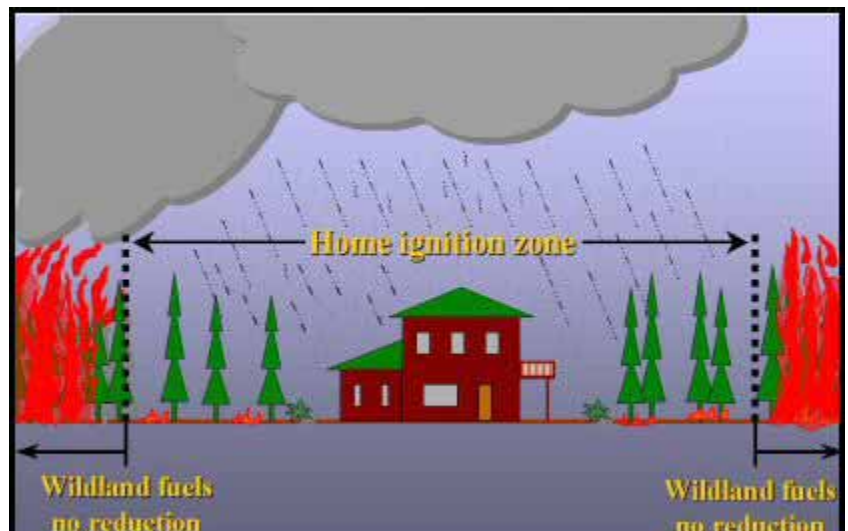 Home ignition zone
Wildland fuels
no reduction
Wildland fuels
no reduction